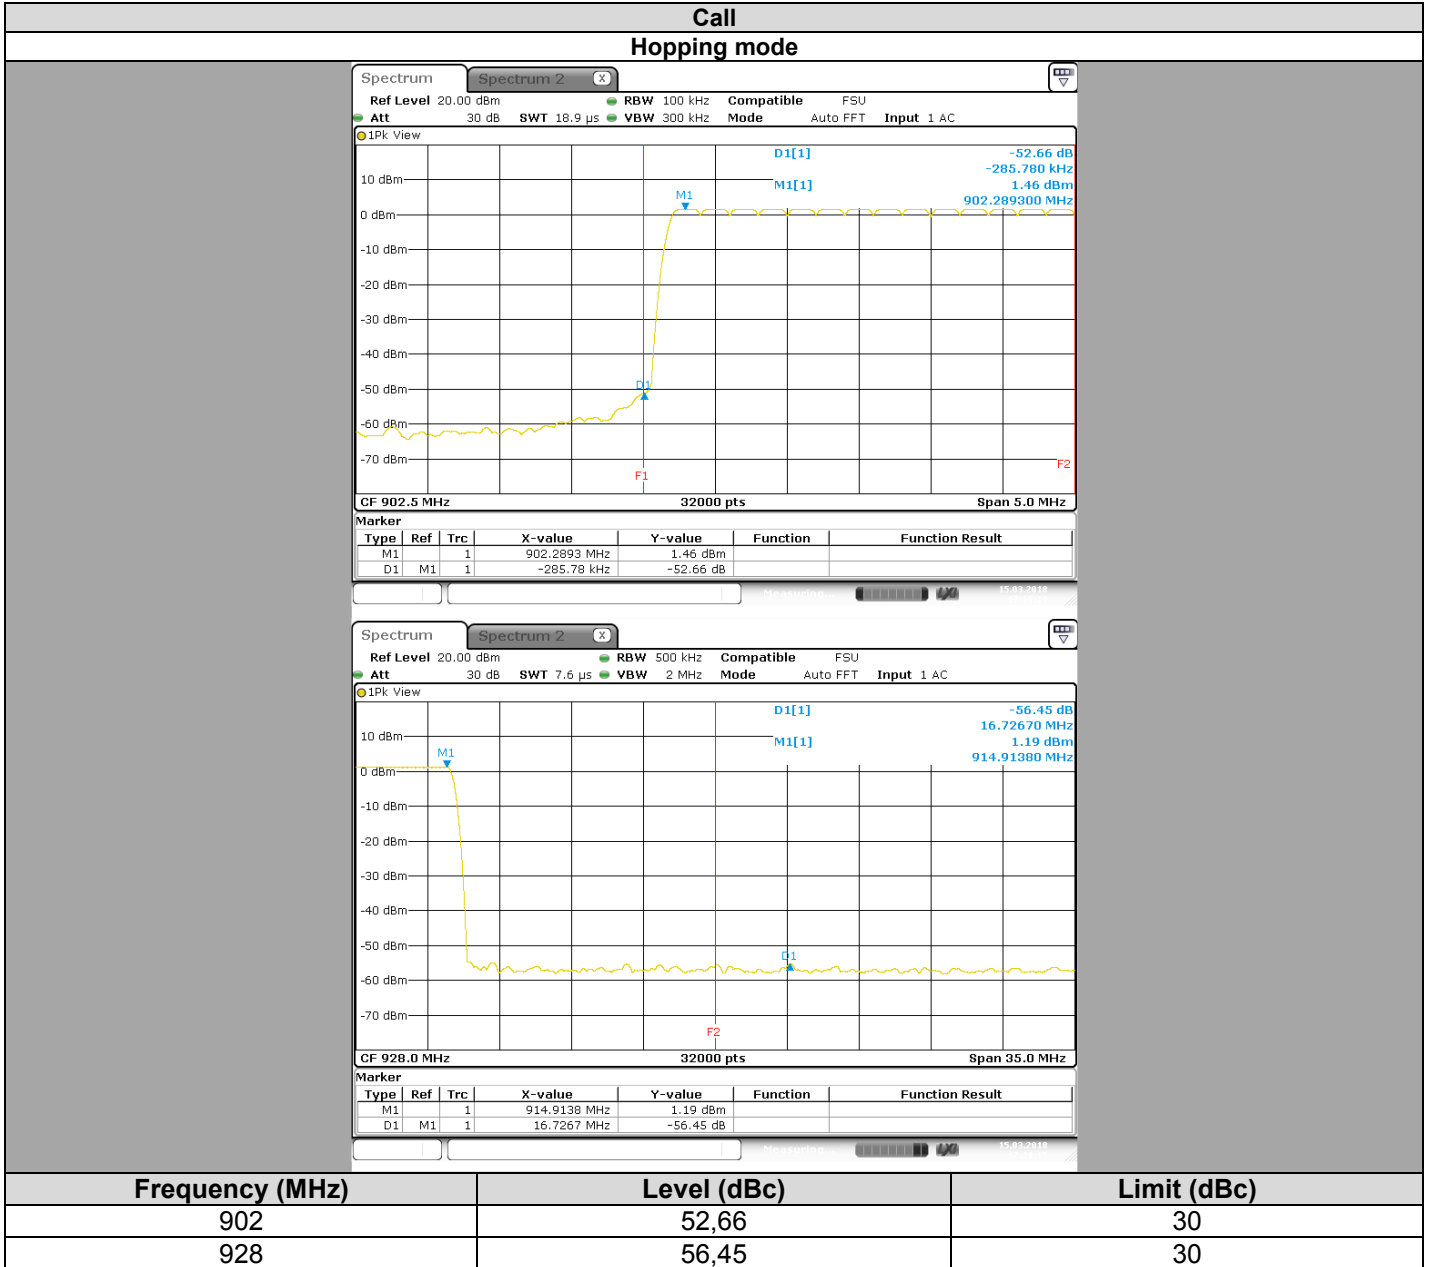 Call
Hopping mode
Spectrum Spectrum 2 X
Ref Level 20.00 dBm RBW 100 kHz Compatible FSU
Att 30 dB SWT 18.9 µs VBW 300 kHz Mode Auto FFT Input 1 AC
1Pk View
D1[1] -52.66 dB
-285.780 kHz
10 dBm
M1[1] 1.46 dBm
M1
902.289300 MHz
0 dBm
-10 dBm
-20 dBm
-30 dBm
-40 dBm
-50 dBm
D1
-60 dBm
-70 dBm
F2
F1
CF 902.5 MHz 32000 pts Span 5.0 MHz
Marker
Type Ref Trc X-value Y-value Function Function Result
M1 1 902.2893 MHz 1.46 dBm
D1 M1 1 -285.78 kHz -52.66 dB
Measuring... LXI 15.03.2018
Spectrum Spectrum 2 X
Ref Level 20.00 dBm RBW 500 kHz Compatible FSU
Att 30 dB SWT 7.6 µs VBW 2 MHz Mode Auto FFT Input 1 AC
1Pk View
D1[1] -56.45 dB
16.72670 MHz
10 dBm
M1[1] 1.19 dBm
M1
914.91380 MHz
0 dBm
-10 dBm
-20 dBm
-30 dBm
-40 dBm
-50 dBm
D1
-60 dBm
-70 dBm
F2
CF 928.0 MHz 32000 pts Span 35.0 MHz
Marker
Type Ref Trc X-value Y-value Function Function Result
M1 1 914.9138 MHz 1.19 dBm
D1 M1 1 16.7267 MHz -56.45 dB
Measuring... LXI 15.03.2018
Frequency (MHz) Level (dBc) Limit (dBc)
902 52,66 30
928 56,45 30